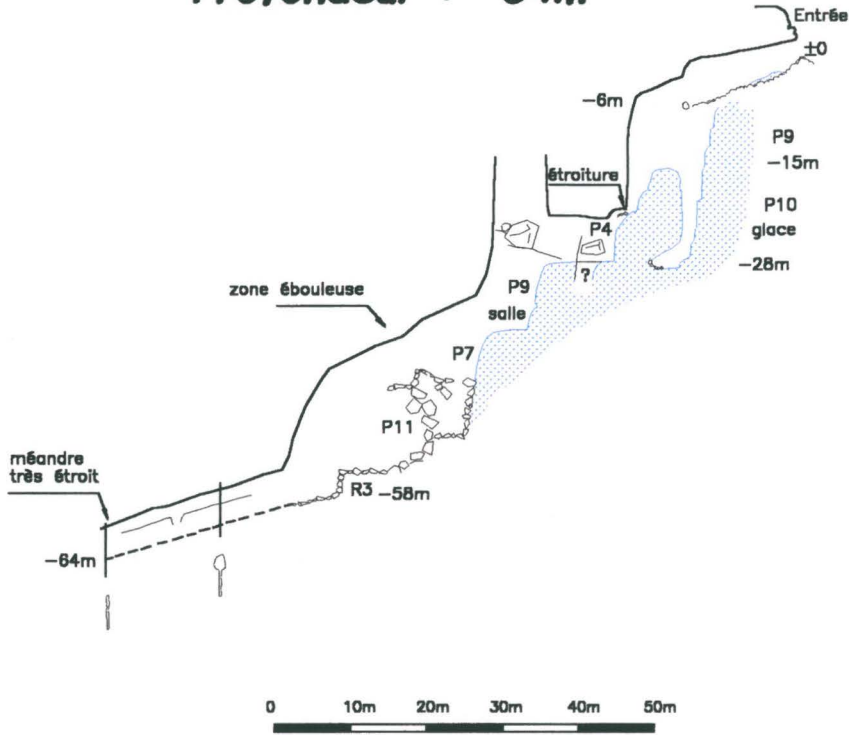 Entrée
±0
-6m
P9
-15m
étroiture
P10
P4
glace
-28m
?
zone ébouleuse
P9
salle
P7
P11
méandre
très étroit
R3 -58m
-64m
0 10m 20m 30m 40m 50m